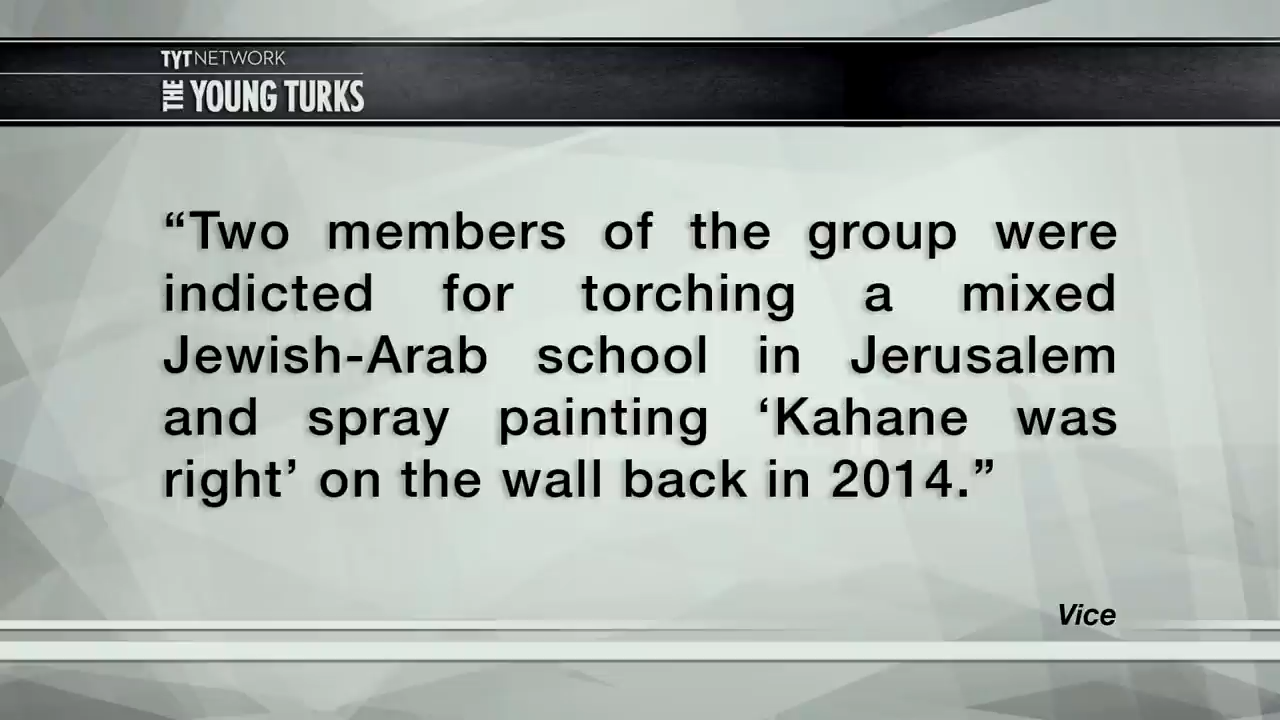 TYTNETWORK
THE YOUNG TURKS
“Two members of the group were
indicted for torching a mixed
Jewish-Arab school in Jerusalem
and spray painting ‘Kahane was
right’ on the wall back in 2014.”
Vice